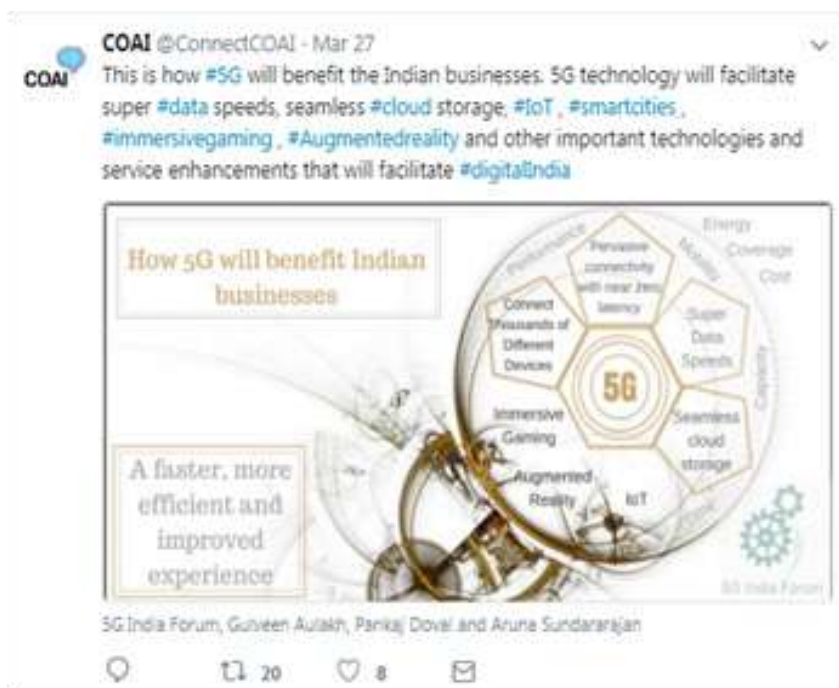 COAI @ConnectCOAI - Mar 27
COAI
This is how #5G will benefit the Indian businesses. 5G technology will facilitate
super #data speeds, seamless #cloud storage, #IoT , #smartcities ,
#immersivegaming , #Augmentedreality and other important technologies and
service enhancements that will facilitate #digitalIndia
How 5G will benefit Indian
businesses
A faster, more
efficient and
improved
experience
Performance
Mobility
Energy
Coverage
Cost
Capacity
Pervasive
connectivity
with near zero
latency
Connect
Thousands of
Different
Devices
Super
Data
Speeds
5G
Immersive
Gaming
Seamless
cloud
storage
Augmented
Reality
IoT
5G India Forum
5G India Forum, Gulveen Aulakh, Pankaj Doval and Aruna Sundararajan
20
8